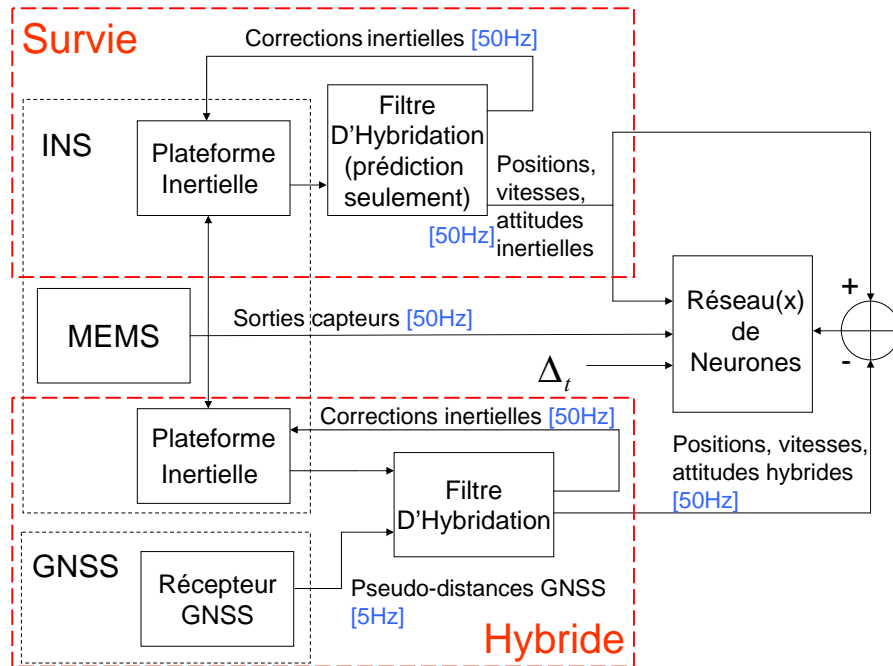 Survie
Corrections inertielles [50Hz]
INS
Plateforme
Inertielle
Filtre
D'Hybridation
(prédiction
seulement)
Positions,
vitesses,
attitudes
inertielles
[50Hz]
MEMS
Sorties capteurs [50Hz]
Δt
Réseau(x)
de
Neurones
+
-
Plateforme
Inertielle
Corrections inertielles [50Hz]
Filtre
D'Hybridation
Positions, vitesses,
attitudes hybrides
[50Hz]
GNSS
Récepteur
GNSS
Pseudo-distances GNSS
[5Hz]
Hybride